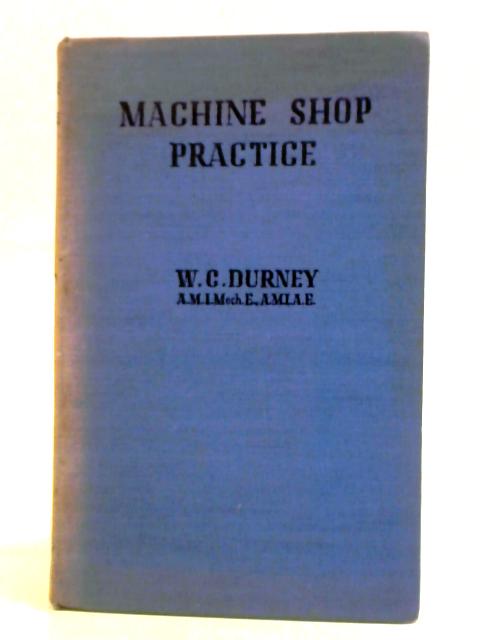 MACHINE SHOP
PRACTICE
W. C. DURNEY
A.M.I.Mech.E., A.M.I.A.E.